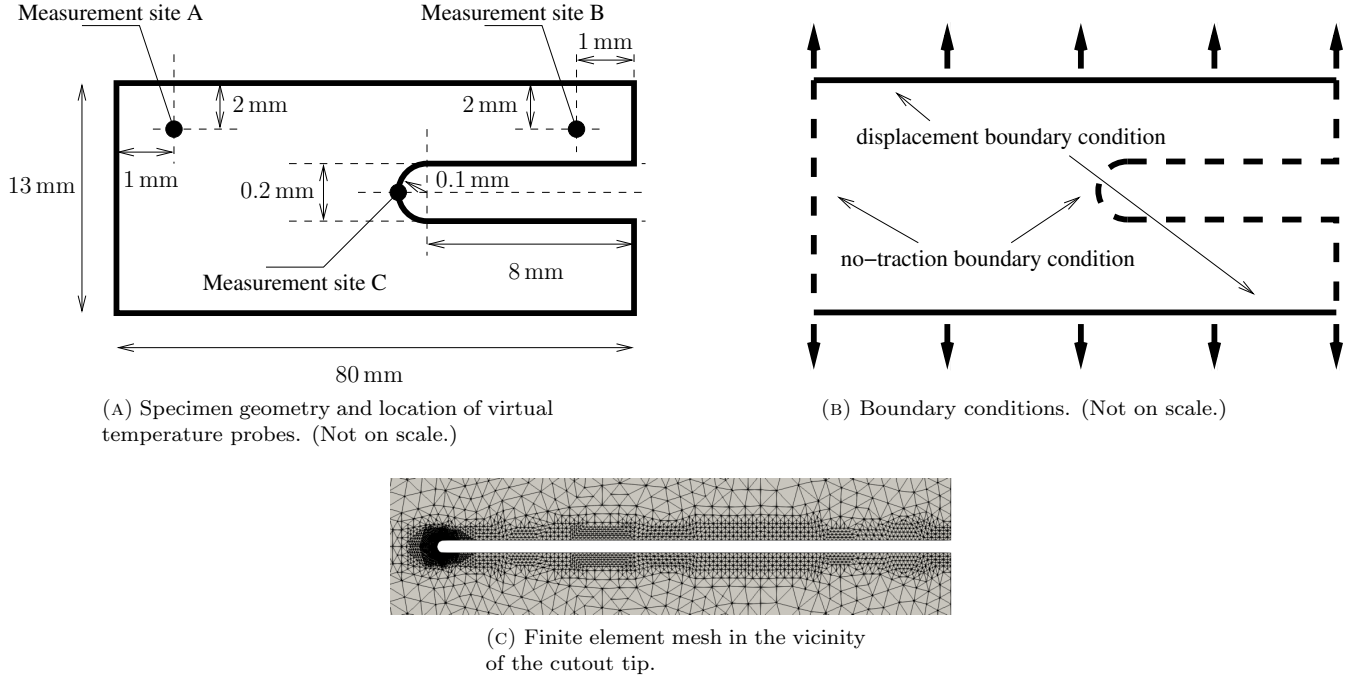 Measurement site A
Measurement site B
1 mm
2 mm
2 mm
1 mm
13 mm
0.2 mm
0.1 mm
8 mm
Measurement site C
80 mm
(A) Specimen geometry and location of virtual
temperature probes. (Not on scale.)
displacement boundary condition
no−traction boundary condition
(B) Boundary conditions. (Not on scale.)
(C) Finite element mesh in the vicinity
of the cutout tip.